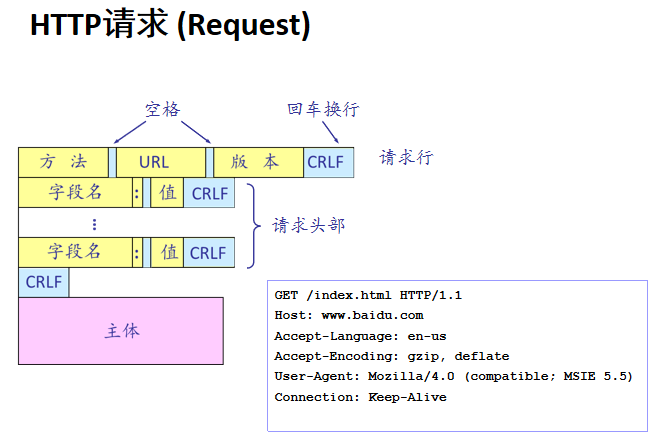 HTTP请求 (Request)
空格
回车换行
方 法 URL 版 本 CRLF 请求行
字段名 : 值 CRLF
⋮
请求头部
字段名 : 值 CRLF
CRLF
主体
GET /index.html HTTP/1.1
Host: www.baidu.com
Accept-Language: en-us
Accept-Encoding: gzip, deflate
User-Agent: Mozilla/4.0 (compatible; MSIE 5.5)
Connection: Keep-Alive